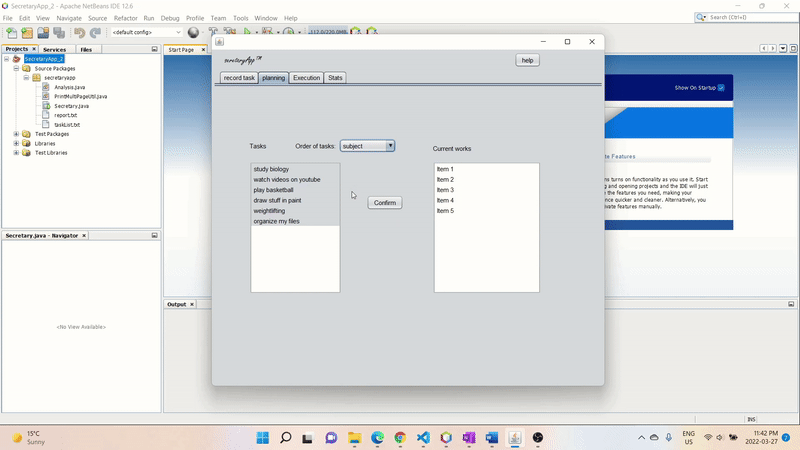 SecretaryApp_2 - Apache NetBeans IDE 12.6
File Edit View Navigate Source Refactor Run Debug Profile Team Tools Window Help
Search (Ctrl+I)
<default config>
112.0/220.0MB
Projects Services Files
Start Page
SecretaryApp_2
Source Packages
secretaryapp
Analysis.java
PrintMultiPageUtil.java
Secretary.java
report.txt
taskList.txt
Test Packages
Libraries
Test Libraries
Secretary.java - Navigator
<No View Available>
secretaryApp™
help
record task planning Execution Stats
Tasks Order of tasks: subject
Current works
study biology
watch videos on youtube
play basketball
draw stuff in paint
weightlifting
organize my files
Confirm
Item 1
Item 2
Item 3
Item 4
Item 5
Show On Startup
e Features
ns turns on functionality as you use it. Start
ng and opening projects and the IDE will just
e the features you need, making your
ience quicker and cleaner. Alternatively, you
ivate features manually.
Output
INS
15°C
Sunny
ENG
US
11:42 PM
2022-03-27